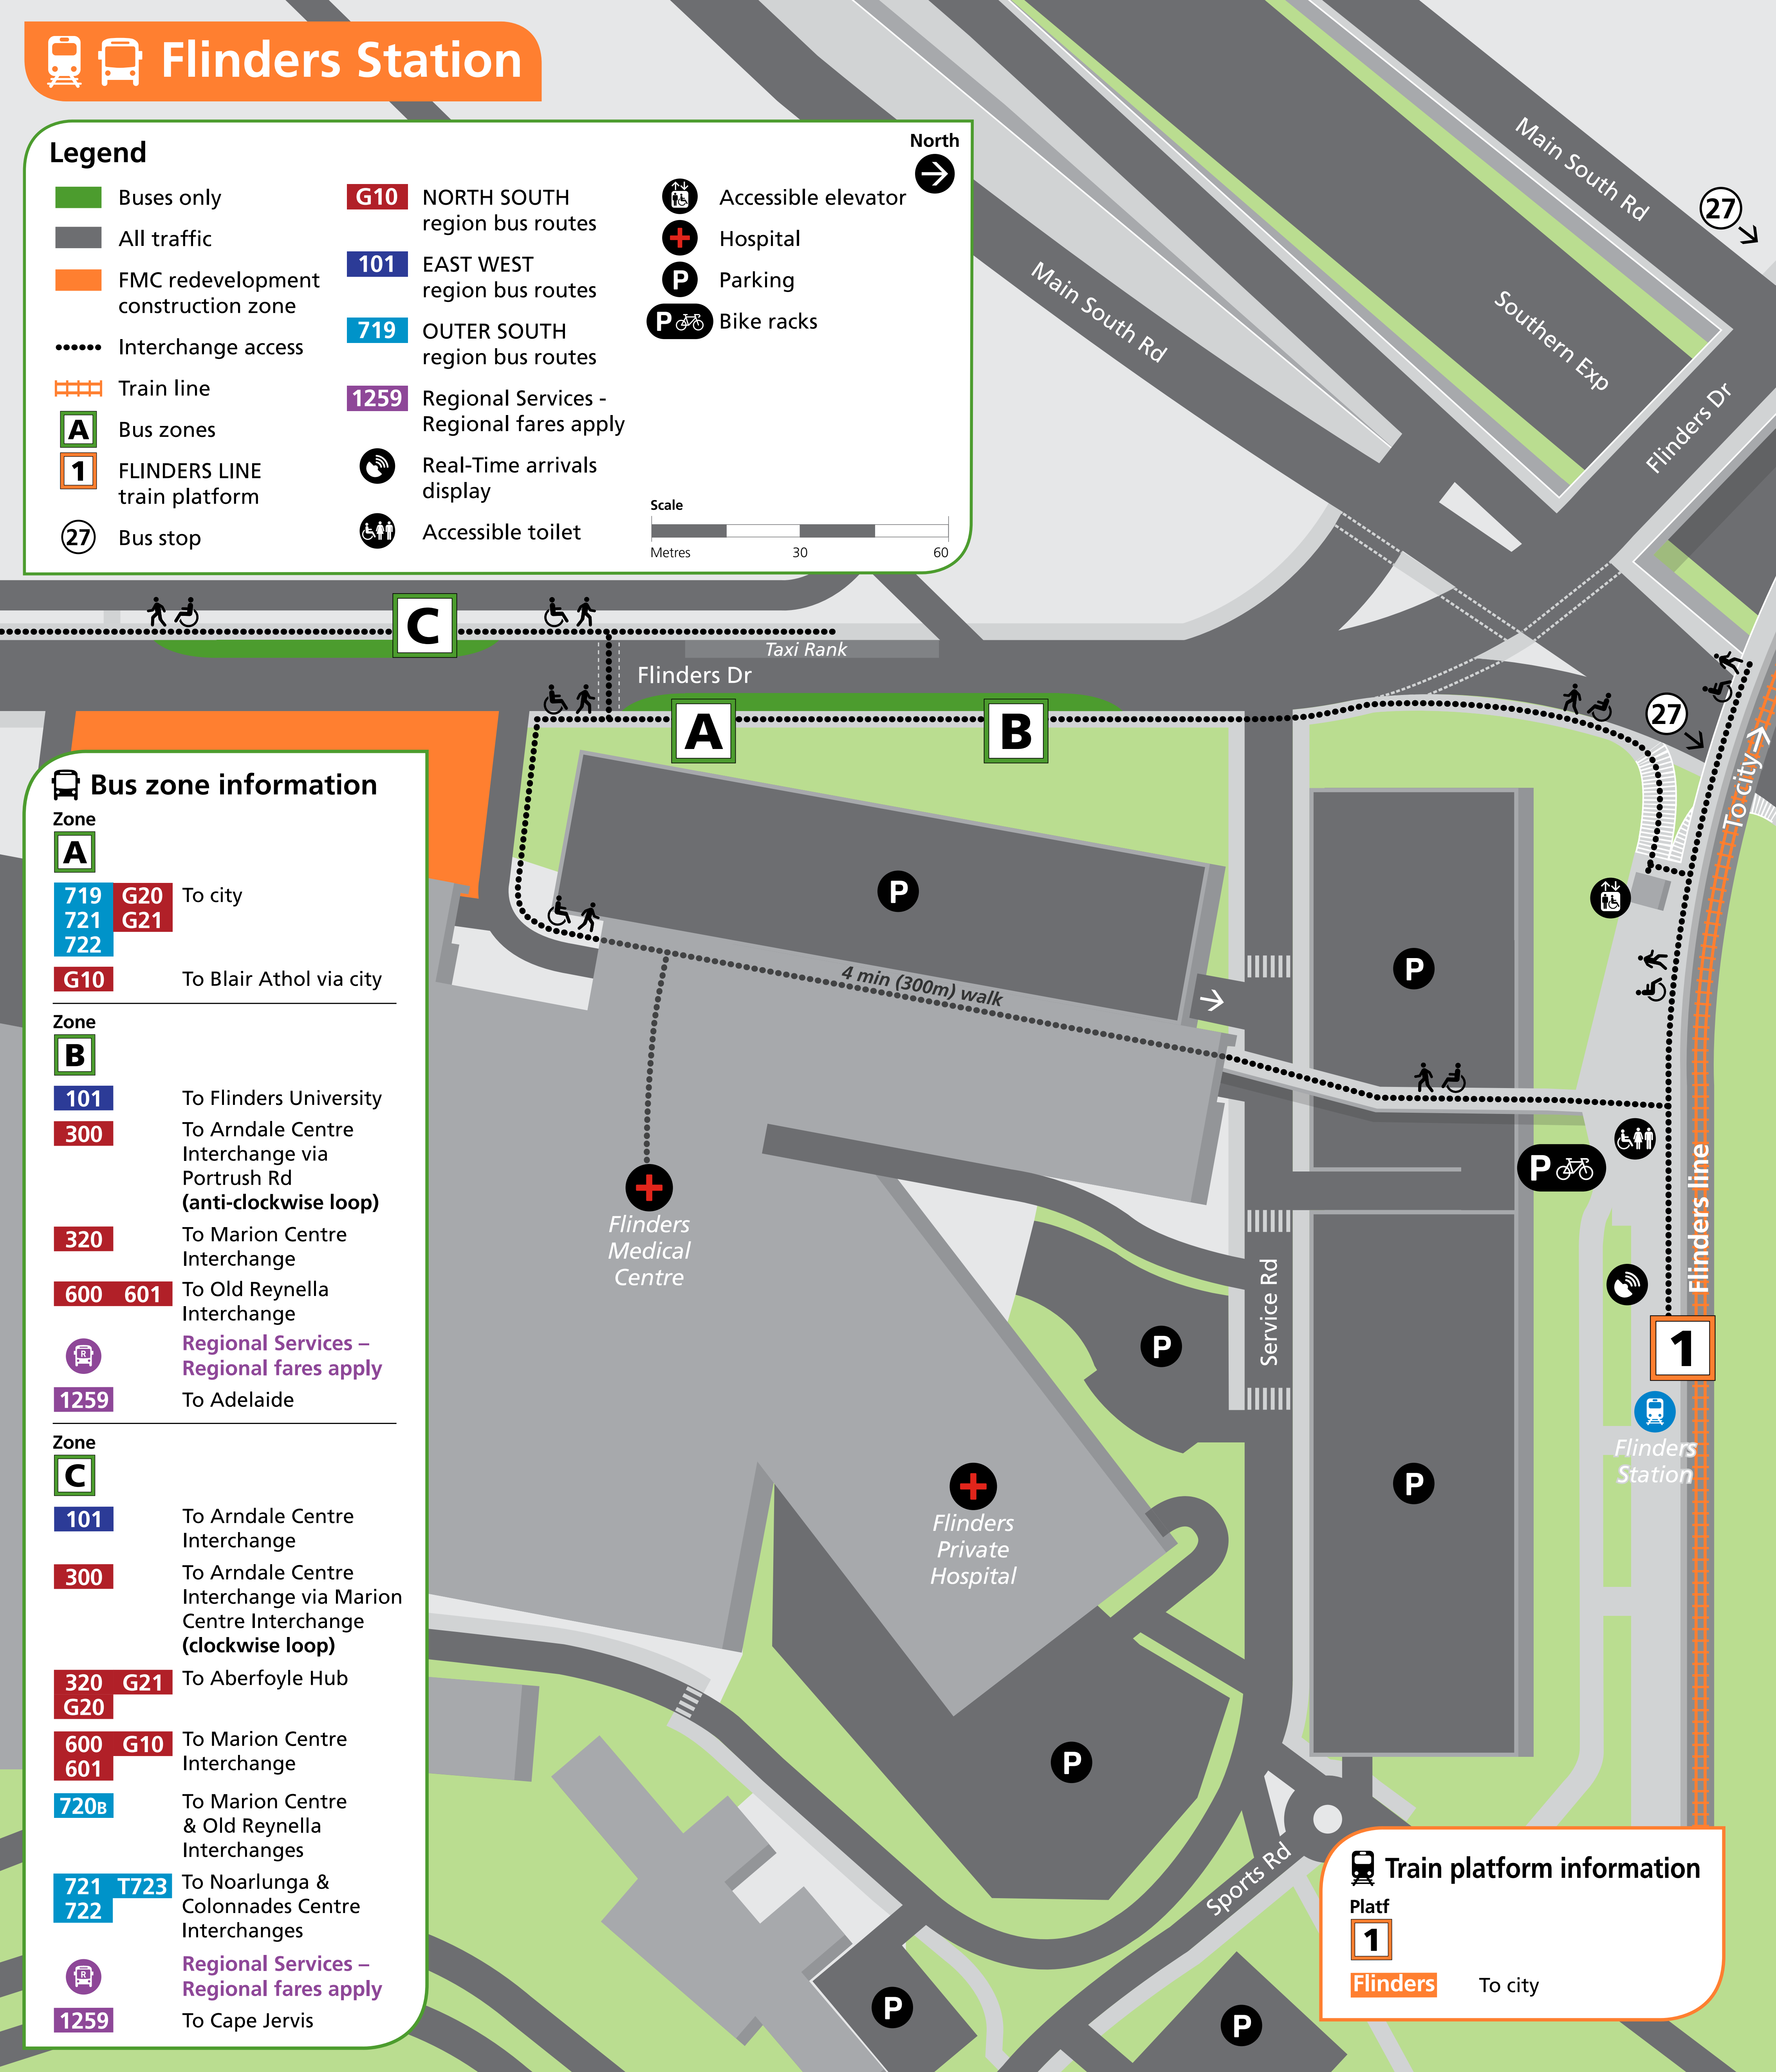 Flinders Station
Legend
North
Buses only
All traffic
FMC redevelopment
construction zone
Interchange access
Train line
A
Bus zones
1
FLINDERS LINE
train platform
27
Bus stop
G10
NORTH SOUTH
region bus routes
101
EAST WEST
region bus routes
719
OUTER SOUTH
region bus routes
1259
Regional Services -
Regional fares apply
Real-Time arrivals
display
Accessible toilet
Accessible elevator
Hospital
P
Parking
P
Bike racks
Scale
Metres
30
60
Main South Rd
27
Main South Rd
Southern Exp
Flinders Dr
C
Taxi Rank
Flinders Dr
A
B
27
To city
P
P
4 min (300m) walk
Flinders
Medical
Centre
P
Flinders line
Service Rd
P
1
Flinders
Station
P
Flinders
Private
Hospital
P
Sports Rd
P
P
Bus zone information
Zone
A
719 G20 To city
721 G21
722
G10 To Blair Athol via city
Zone
B
101 To Flinders University
300 To Arndale Centre
Interchange via
Portrush Rd
(anti-clockwise loop)
320 To Marion Centre
Interchange
600 601 To Old Reynella
Interchange
R
Regional Services –
Regional fares apply
1259 To Adelaide
Zone
C
101 To Arndale Centre
Interchange
300 To Arndale Centre
Interchange via Marion
Centre Interchange
(clockwise loop)
320 G21 To Aberfoyle Hub
G20
600 G10 To Marion Centre
601 Interchange
720B To Marion Centre
& Old Reynella
Interchanges
721 T723 To Noarlunga &
722 Colonnades Centre
Interchanges
R
Regional Services –
Regional fares apply
1259 To Cape Jervis
Train platform information
Platf
1
Flinders To city